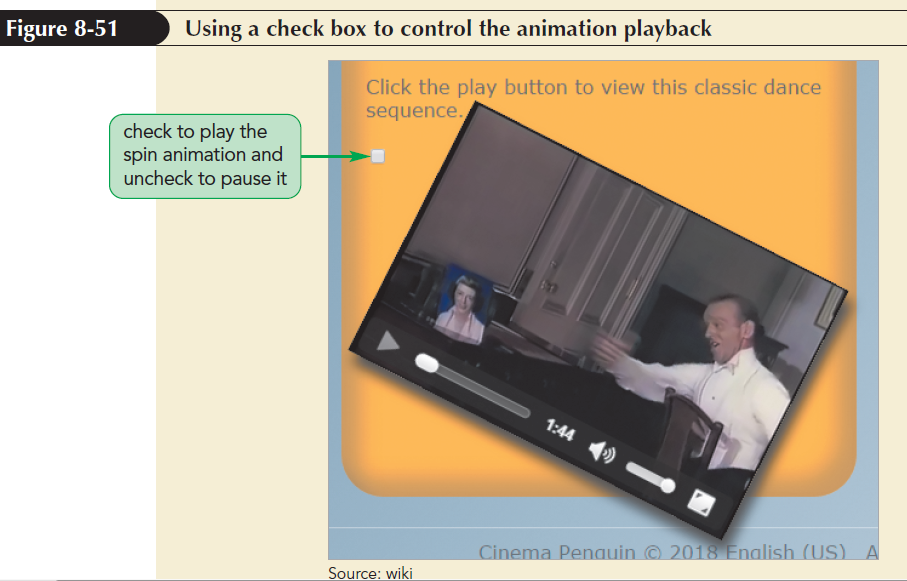 Figure 8-51
Using a check box to control the animation playback
Click the play button to view this classic dance
sequence.
check to play the
spin animation and
uncheck to pause it
1:44
Cinema Penguin © 2018 English (US) A
Source: wiki